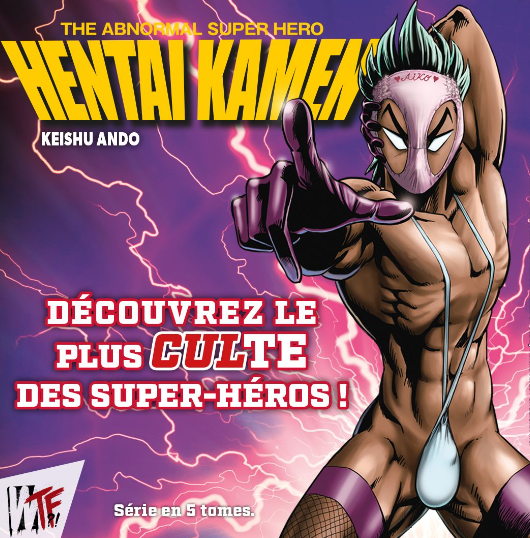 THE ABNORMAL SUPER HERO
HENTAI KAMEN
KEISHU ANDO
DÉCOUVREZ LE
PLUS CULTE
DES SUPER-HÉROS !
WTF?!
Série en 5 tomes.